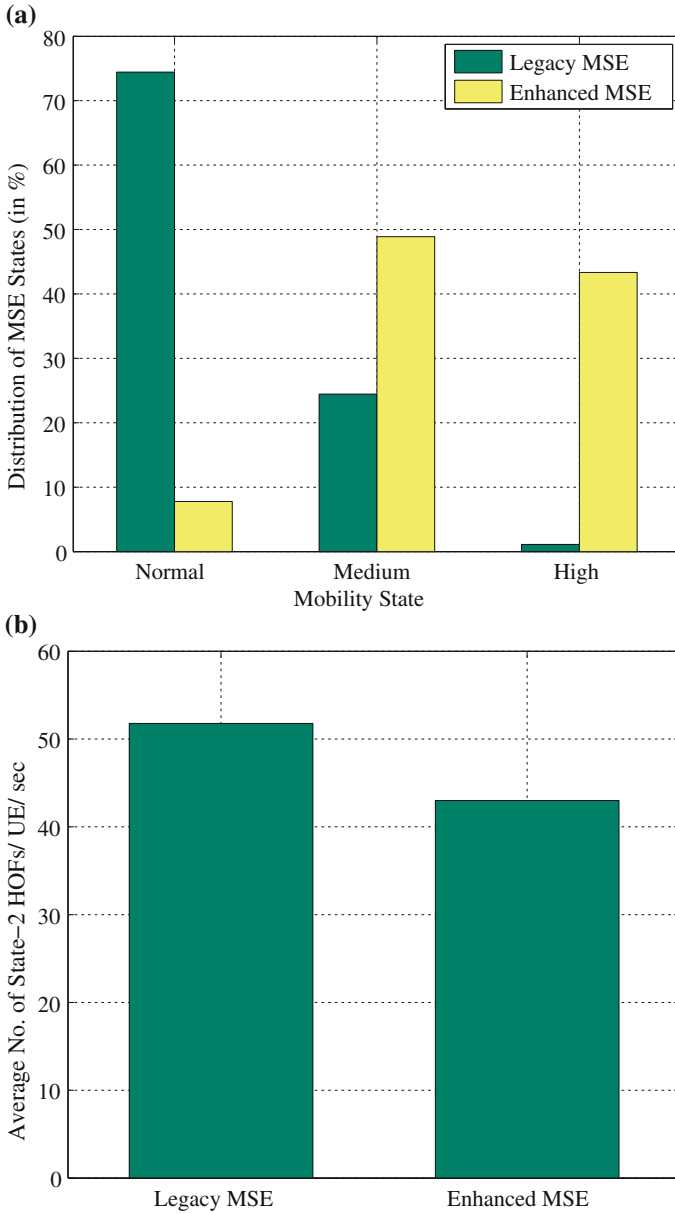 (a)
80
70
60
50
40
30
20
10
0
Distribution of MSE States (in %)
Legacy MSE
Enhanced MSE
Normal
Medium
High
Mobility State
(b)
60
50
40
30
20
10
0
Average No. of State−2 HOFs/ UE/ sec
Legacy MSE
Enhanced MSE